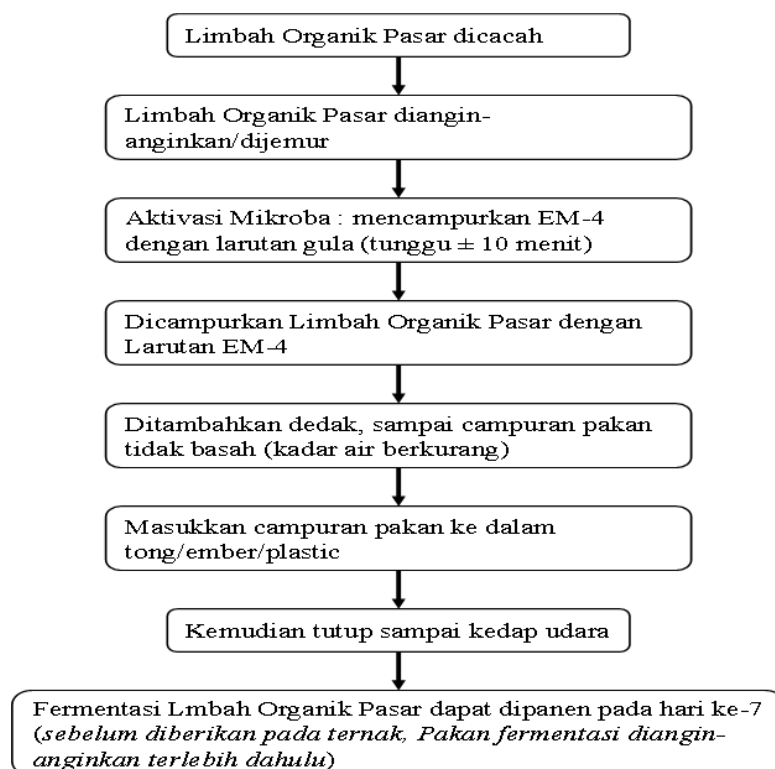 Limbah Organik Pasar dicacah
Limbah Organik Pasar diangin-
anginkan/dijemur
Aktivasi Mikroba : mencampurkan EM-4
dengan larutan gula (tunggu ± 10 menit)
Dicampurkan Limbah Organik Pasar dengan
Larutan EM-4
Ditambahkan dedak, sampai campuran pakan
tidak basah (kadar air berkurang)
Masukkan campuran pakan ke dalam
tong/ember/plastic
Kemudian tutup sampai kedap udara
Fermentasi Lmbah Organik Pasar dapat dipanen pada hari ke-7
(sebelum diberikan pada ternak, Pakan fermentasi diangin-
anginkan terlebih dahulu)